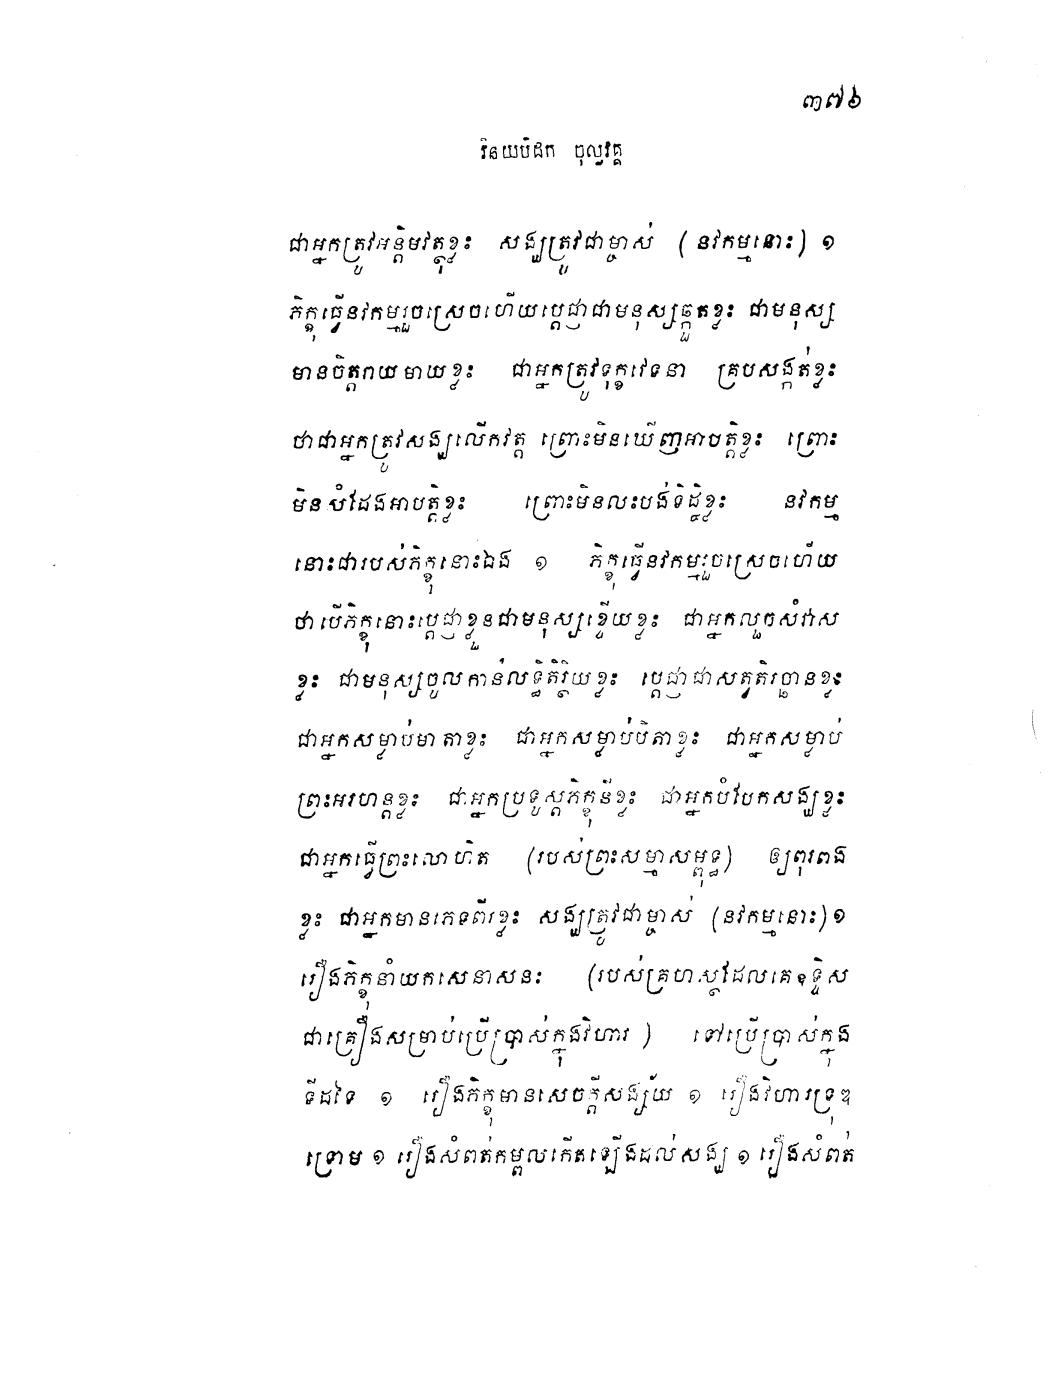 ៣៧៦
វិនយបិដក ចុល្លវគ្គ
ជាអ្នកត្រូវអន្តិមវត្ថុខ្លះ សង្ឃត្រូវជាម្ចាស់ (នវកម្មនោះ) ១
ភិក្ខុធ្វើនវកម្មរួចស្រេចហើយប្តេជ្ញាជាមនុស្សឆ្កួតខ្លះ ជាមនុស្ស
មានចិត្តរាយមាយខ្លះ ជាអ្នកត្រូវទុក្ខវេទនា គ្របសង្កត់ខ្លះ
ថាជាអ្នកត្រូវសង្ឃលើកវត្ត ព្រោះមិនឃើញអាបត្តិខ្លះ ព្រោះ
មិនសំដែងអាបត្តិខ្លះ ព្រោះមិនលះបង់ទិដ្ឋិខ្លះ នវកម្ម
នោះជារបស់ភិក្ខុនោះឯង ១ ភិក្ខុធ្វើនវកម្មរួចស្រេចហើយ
ថាបើភិក្ខុនោះប្តេជ្ញាខ្លួនជាមនុស្សខ្ទើយខ្លះ ជាអ្នកលួចសំវាស
ខ្លះ ជាមនុស្សចូលកាន់លទ្ធិតិរ្ថិយខ្លះ ប្តេជ្ញាជាសត្វតិរច្ឆានខ្លះ
ជាអ្នកសម្លាប់មាតាខ្លះ ជាអ្នកសម្លាប់បិតាខ្លះ ជាអ្នកសម្លាប់
ព្រះអរហន្តខ្លះ ជាអ្នកប្រទូស្តភិក្ខុនីខ្លះ ជាអ្នកបំបែកសង្ឃខ្លះ
ជាអ្នកធ្វើព្រះលោហិត (របស់ព្រះសម្មាសម្ពុទ្ធ) ឲ្យពុរពង
ខ្លះ ជាអ្នកមានភេទពីរខ្លះ សង្ឃត្រូវជាម្ចាស់ (នវកម្មនោះ) ១
រឿងភិក្ខុនាំយកសេនាសនះ (របស់គ្រហស្ថដែលគេឧទ្ទិស
ជាគ្រឿងសម្រាប់ប្រើប្រាស់ក្នុងវិហារ) ទៅប្រើប្រាស់ក្នុង
ទីដទៃ ១ រឿងភិក្ខុមានសេចក្តីសង្ស័យ ១ រឿងវិហារទ្រុឌ
ទ្រោម ១ រឿងសំពត់កម្ពលកើតឡើងដល់សង្ឃ ១ រឿងសំពត់